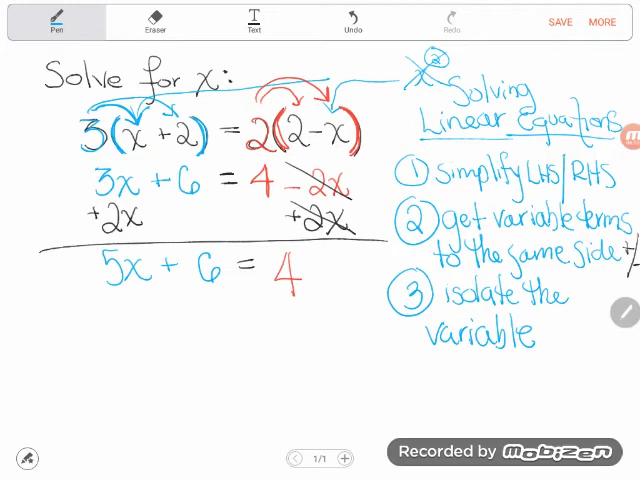 Pen
Eraser
Text
Undo
Redo
SAVE
MORE
Solve for x:
3(x + 2) = 2(2 - x)
3x + 6 = 4 - 2x
+2x +2x
5x + 6 = 4
x²
Solving
Linear Equations
① Simplify LHS/RHS
② get variable terms
to the same side +/-
③ isolate the
variable
1/1
Recorded by
mobizen